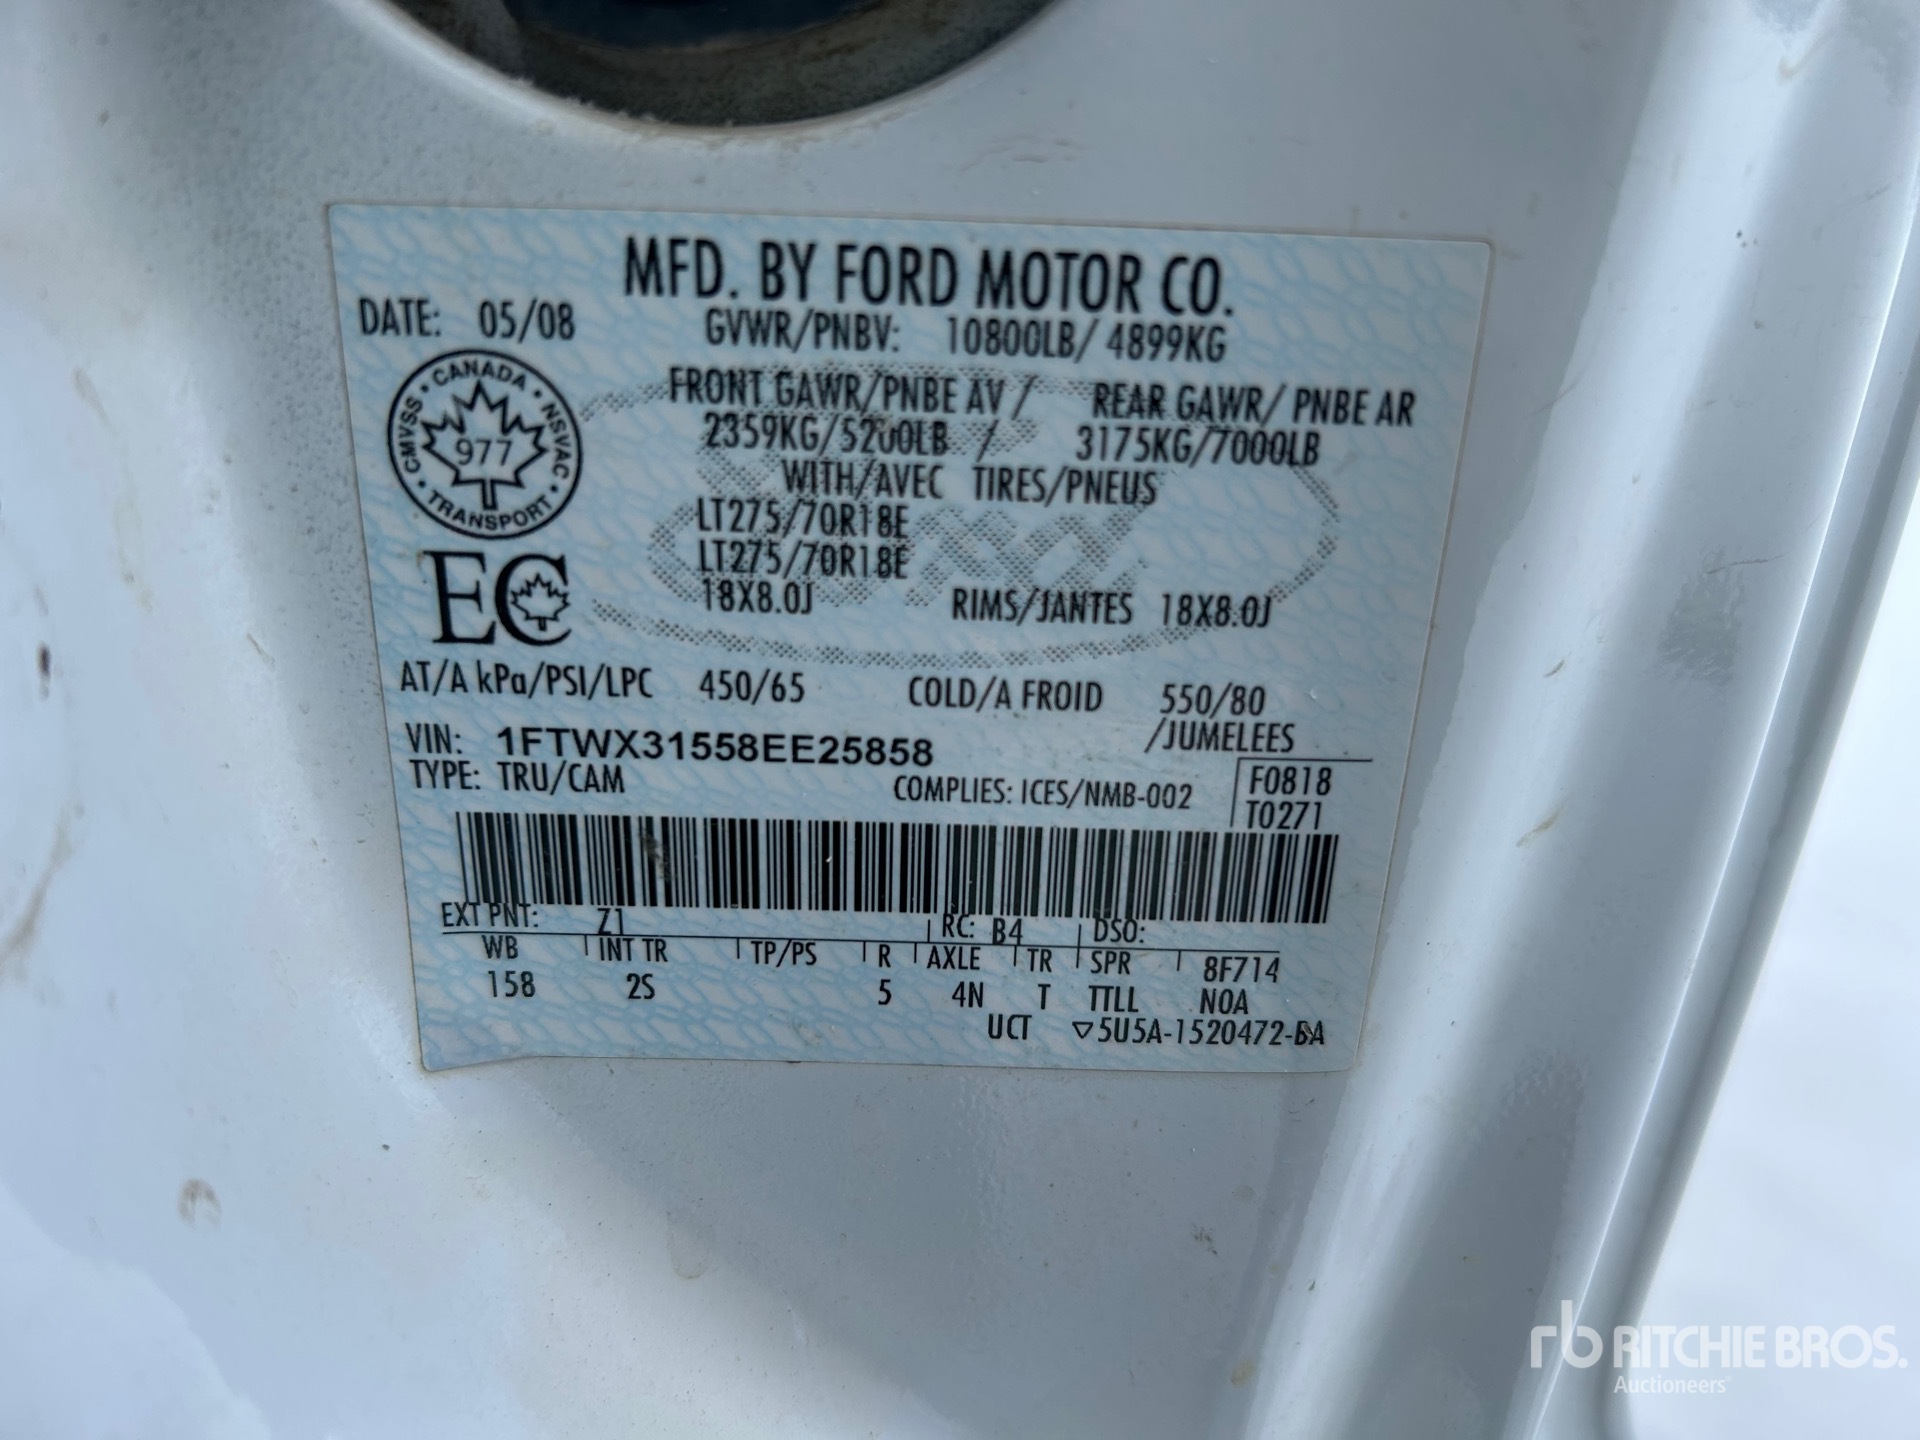 MFD. BY FORD MOTOR CO.
DATE: 05/08 GVWR/PNBV: 10800LB/ 4899KG
CANADA
CMVSS • NSVAC
977
TRANSPORT
FRONT GAWR/PNBE AV / REAR GAWR/ PNBE AR
2359KG/5200LB / 3175KG/7000LB
WITH/AVEC TIRES/PNEUS
LT275/70R18E
LT275/70R18E
18X8.0J RIMS/JANTES 18X8.0J
EC
AT/A kPa/PSI/LPC 450/65 COLD/A FROID 550/80
/JUMELEES
VIN: 1FTWX31558EE25858
TYPE: TRU/CAM COMPLIES: ICES/NMB-002
F0818
T0271
EXT PNT: Z1 RC: B4 DSO:
WB INT TR TP/PS R AXLE TR SPR 8F714
158 2S 5 4N T TTLL N0A
UCT ▽5U5A-1520472-BA
rb RITCHIE BROS.
Auctioneers